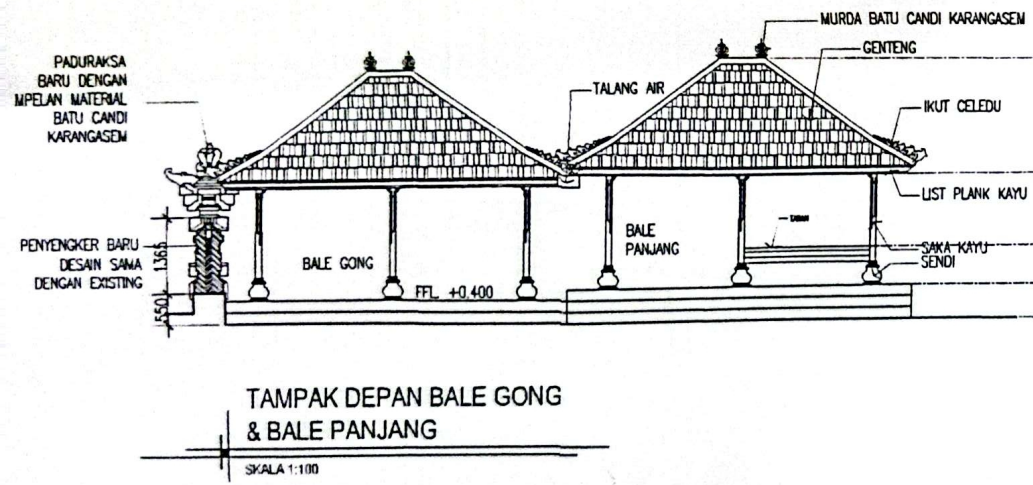 MURDA BATU CANDI KARANGASEM
GENTENG
PADURAKSA
BARU DENGAN
MPELAN MATERIAL
BATU CANDI
KARANGASEM
TALANG AIR
IKUT CELEDU
LIST PLANK KAYU
PENYENGKER BARU
DESAIN SAMA
DENGAN EXISTING
1.365
550
BALE GONG
FFL +0.400
BALE
PANJANG
SAKA KAYU
SENDI
TAMPAK DEPAN BALE GONG
& BALE PANJANG
SKALA 1:100